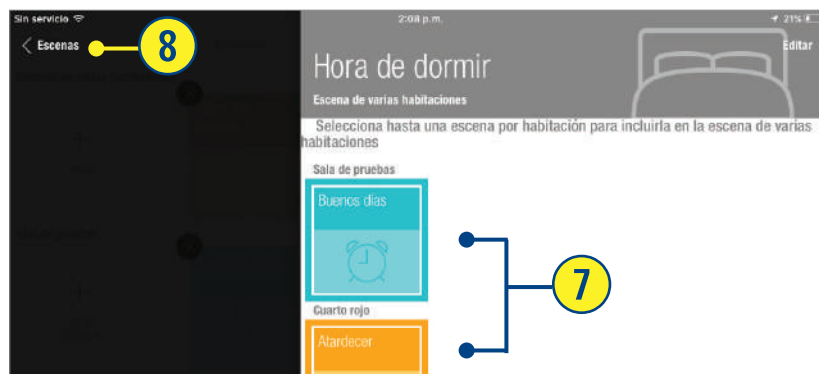 Sin servicio
2:08 p.m.
21%
Escenas
8
Editar
Hora de dormir
Escena de varias habitaciones
Selecciona hasta una escena por habitación para incluirla en la escena de varias
habitaciones
Sala de pruebas
Buenos días
7
Cuarto rojo
Atardecer